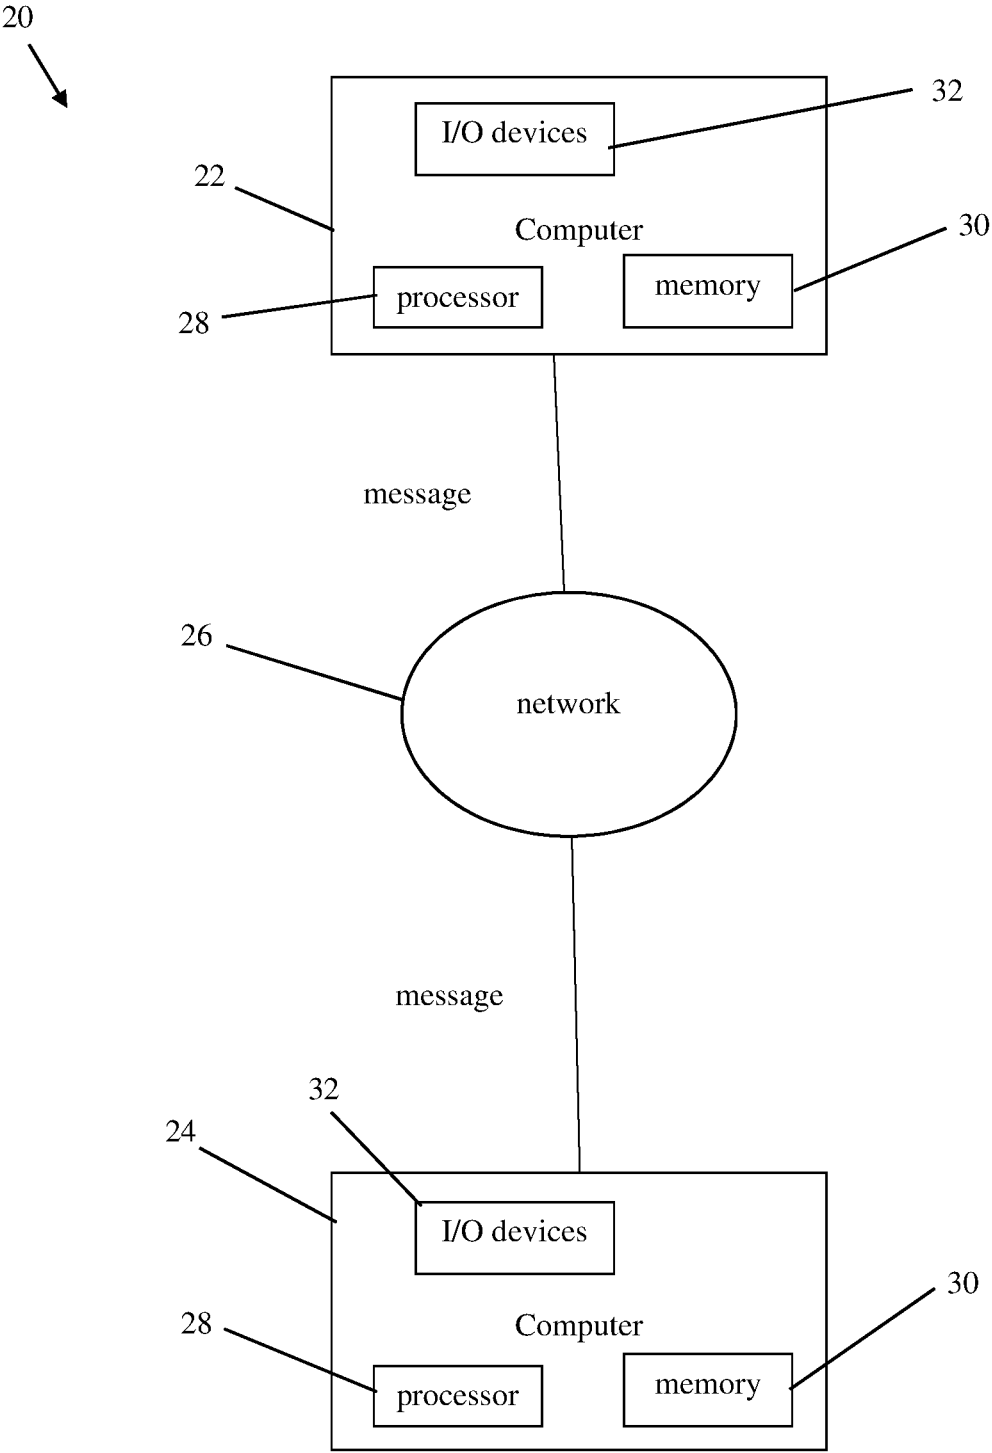 20
32
I/O devices
22
30
Computer
memory
processor
28
message
26
network
message
32
24
I/O devices
30
28
Computer
memory
processor